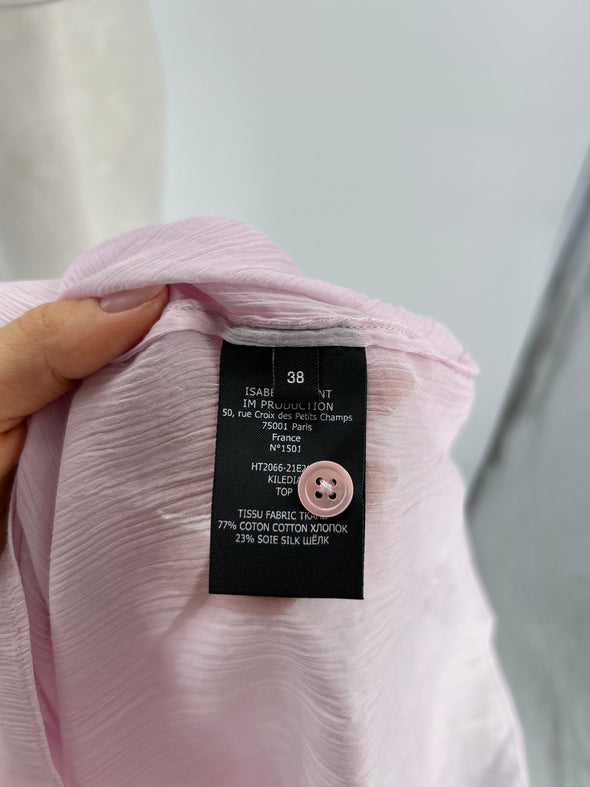 38
IM PRODUCTION
50, rue Croix des Petits Champs
75001 Paris
France
N°1501
TOP
TISSU FABRIC
77% COTON COTTON ХЛОПОК
23% SOIE SILK ШЁЛК